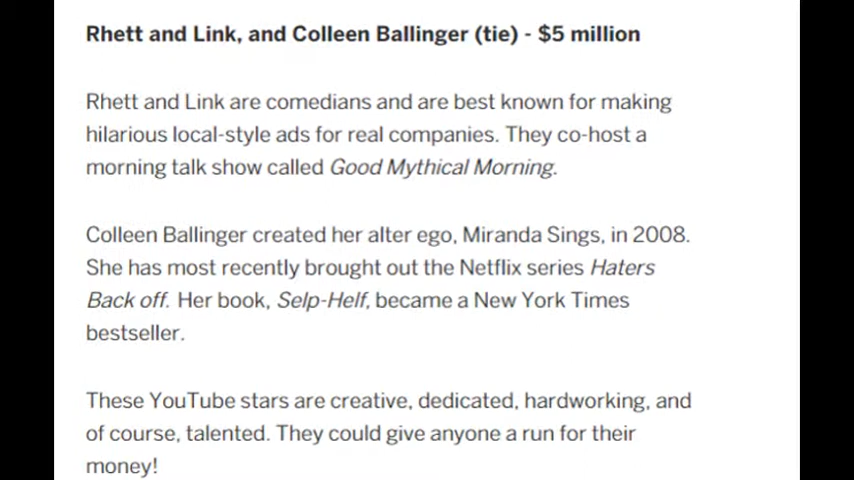 Rhett and Link, and Colleen Ballinger (tie) - $5 million
Rhett and Link are comedians and are best known for making
hilarious local-style ads for real companies. They co-host a
morning talk show called Good Mythical Morning.
Colleen Ballinger created her alter ego, Miranda Sings, in 2008.
She has most recently brought out the Netflix series Haters
Back off. Her book, Selp-Helf, became a New York Times
bestseller.
These YouTube stars are creative, dedicated, hardworking, and
of course, talented. They could give anyone a run for their
money!